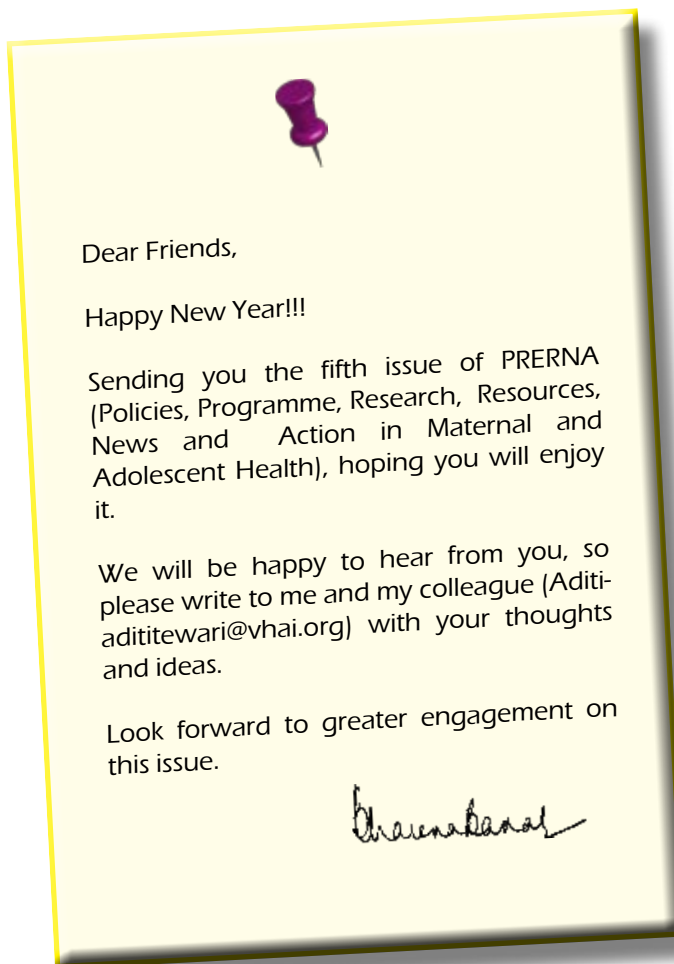 Dear Friends,
Happy New Year!!!
Sending you the fifth issue of PRERNA
(Policies, Programme, Research, Resources,
News and Action in Maternal and
Adolescent Health), hoping you will enjoy
it.
We will be happy to hear from you, so
please write to me and my colleague (Aditi-
adititewari@vhai.org) with your thoughts
and ideas.
Look forward to greater engagement on
this issue.